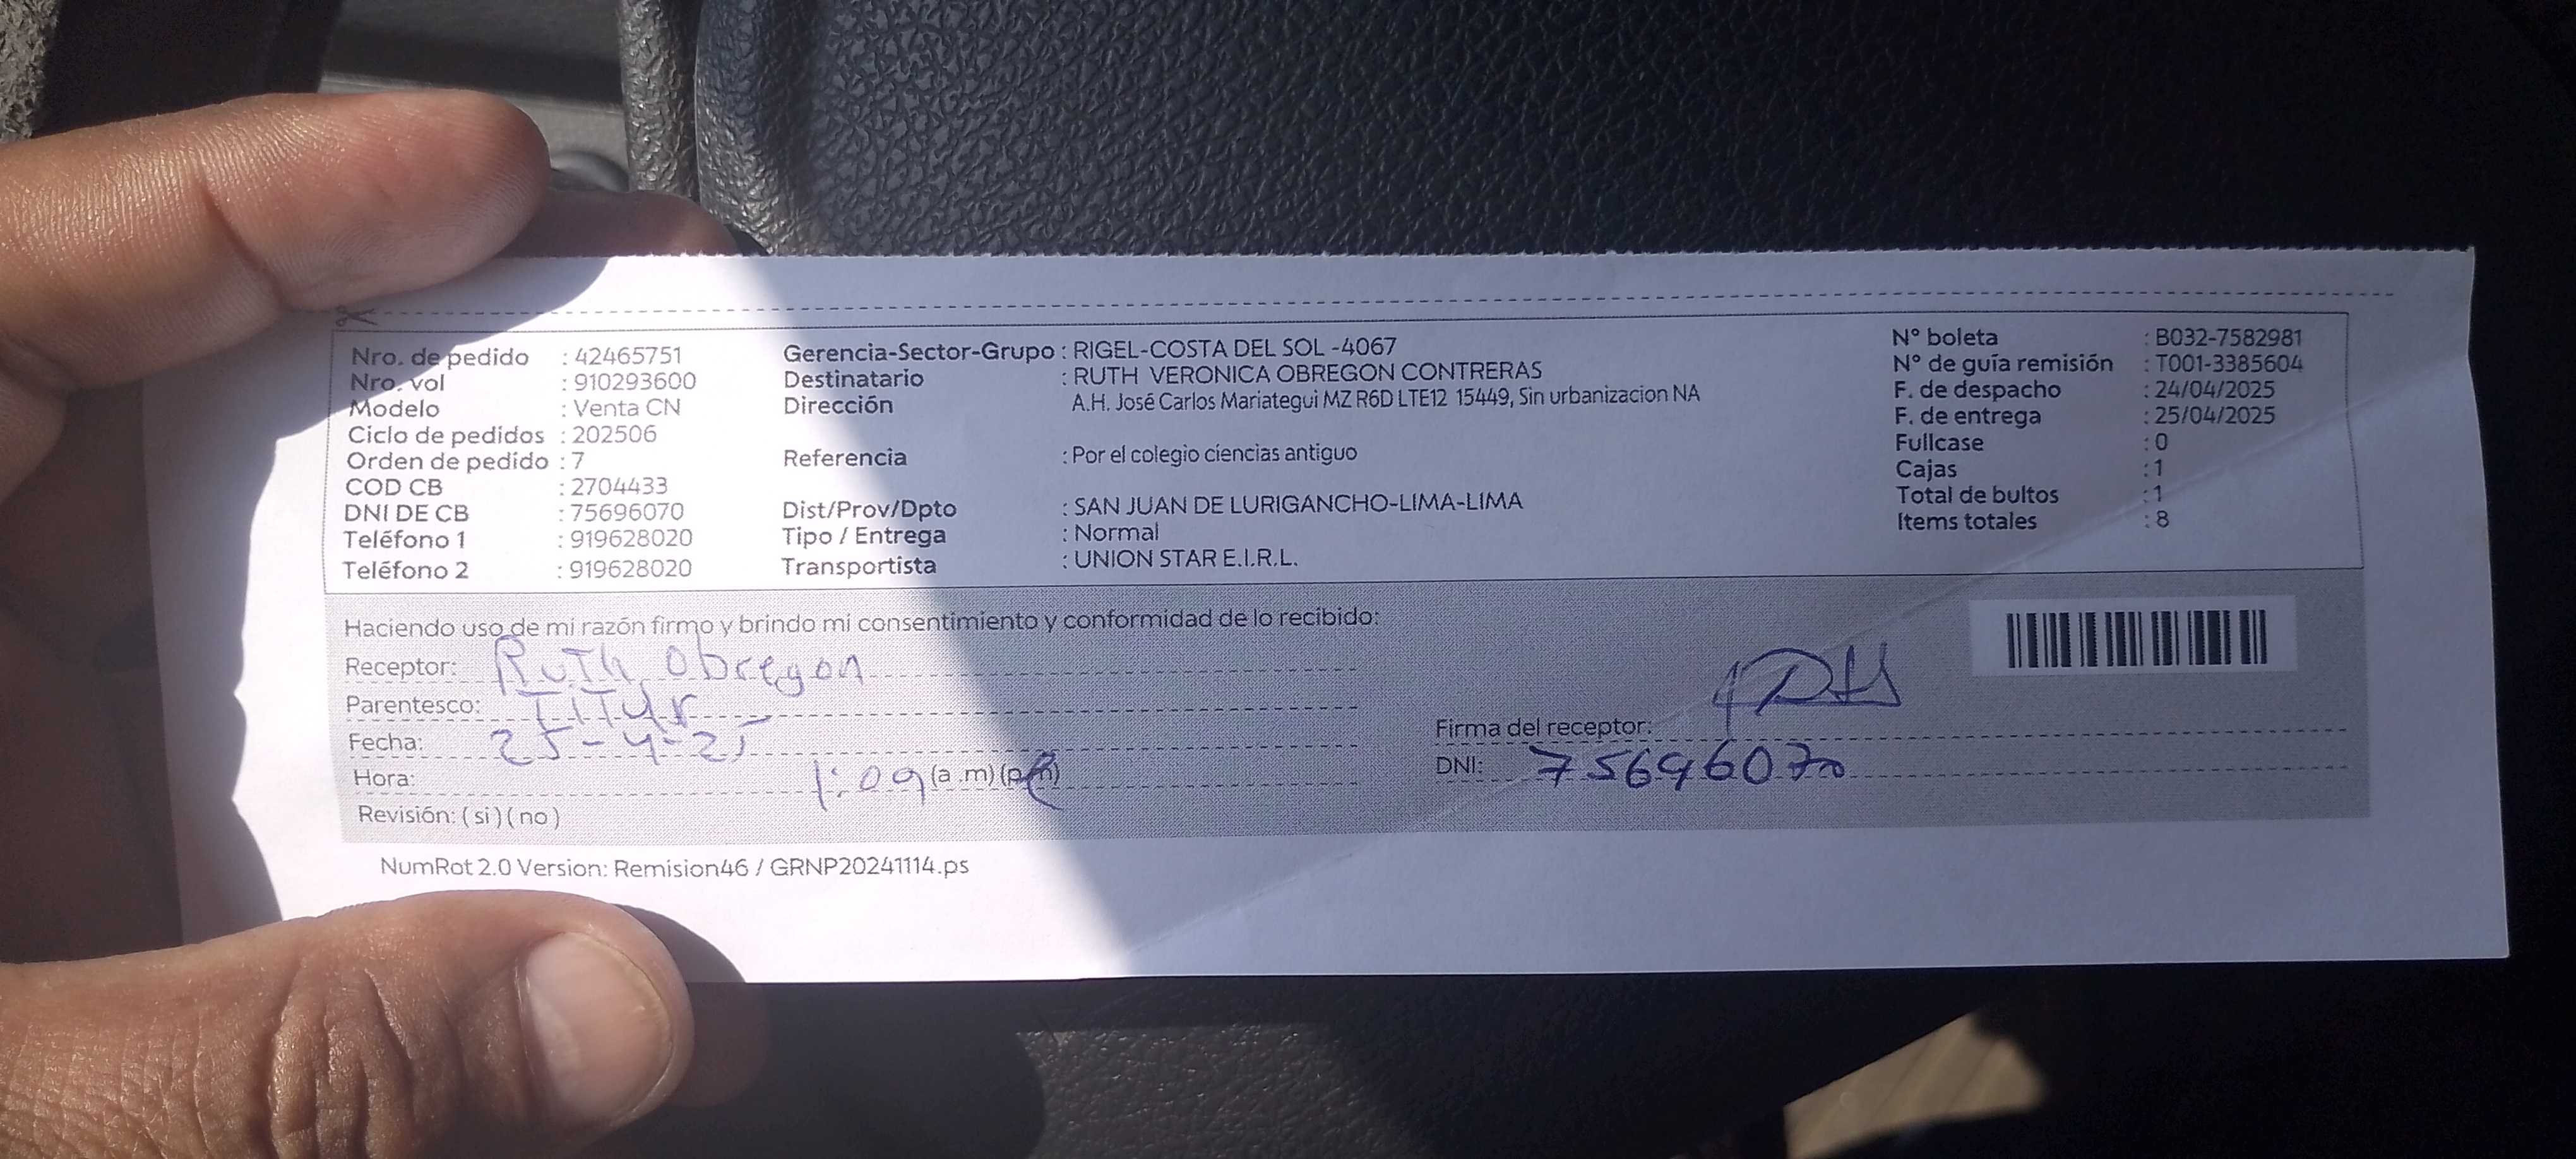 Nro. de pedido : 42465751
Nro. vol : 910293600
Modelo : Venta CN
Ciclo de pedidos : 202506
Orden de pedido : 7
COD CB : 2704433
DNI DE CB : 75696070
Teléfono 1 : 919628020
Teléfono 2 : 919628020
Gerencia-Sector-Grupo : RIGEL-COSTA DEL SOL -4067
Destinatario : RUTH VERONICA OBREGON CONTRERAS
Dirección A.H. José Carlos Mariategui MZ R6D LTE12 15449, Sin urbanizacion NA
Referencia : Por el colegio ciencias antiguo
Dist/Prov/Dpto : SAN JUAN DE LURIGANCHO-LIMA-LIMA
Tipo / Entrega : Normal
Transportista : UNION STAR E.I.R.L.
N° boleta : B032-7582981
N° de guía remisión : T001-3385604
F. de despacho : 24/04/2025
F. de entrega : 25/04/2025
Fullcase : 0
Cajas : 1
Total de bultos : 1
Items totales : 8
Haciendo uso de mi razón firmo y brindo mi consentimiento y conformidad de lo recibido:
Receptor: Ruth Obregon
Parentesco:
Fecha: 25-4-25
Hora: 1:09 (a.m) (p.m)
Revisión: (si) (no)
Firma del receptor:
DNI: 75696070
NumRot 2.0 Version: Remision46 / GRNP20241114.ps